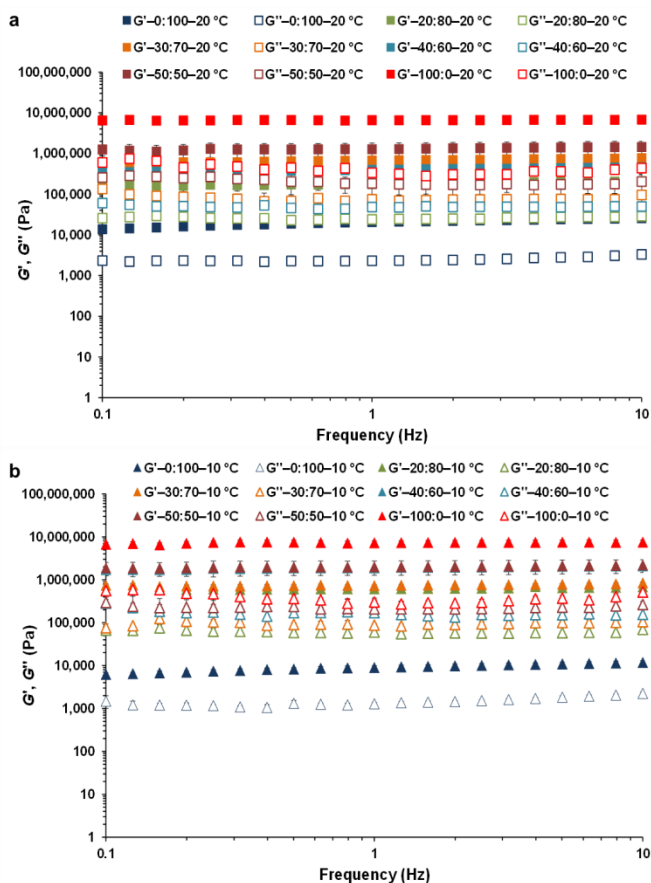 a
G'–0:100–20 °C G''–0:100–20 °C G'–20:80–20 °C G''–20:80–20 °C
G'–30:70–20 °C G''–30:70–20 °C G'–40:60–20 °C G''–40:60–20 °C
G'–50:50–20 °C G''–50:50–20 °C G'–100:0–20 °C G''–100:0–20 °C
100,000,000
10,000,000
1,000,000
100,000
10,000
1,000
100
10
1
G', G'' (Pa)
0.1 1 10
Frequency (Hz)
b
G'–0:100–10 °C G''–0:100–10 °C G'–20:80–10 °C G''–20:80–10 °C
G'–30:70–10 °C G''–30:70–10 °C G'–40:60–10 °C G''–40:60–10 °C
G'–50:50–10 °C G''–50:50–10 °C G'–100:0–10 °C G''–100:0–10 °C
100,000,000
10,000,000
1,000,000
100,000
10,000
1,000
100
10
1
G', G'' (Pa)
0.1 1 10
Frequency (Hz)